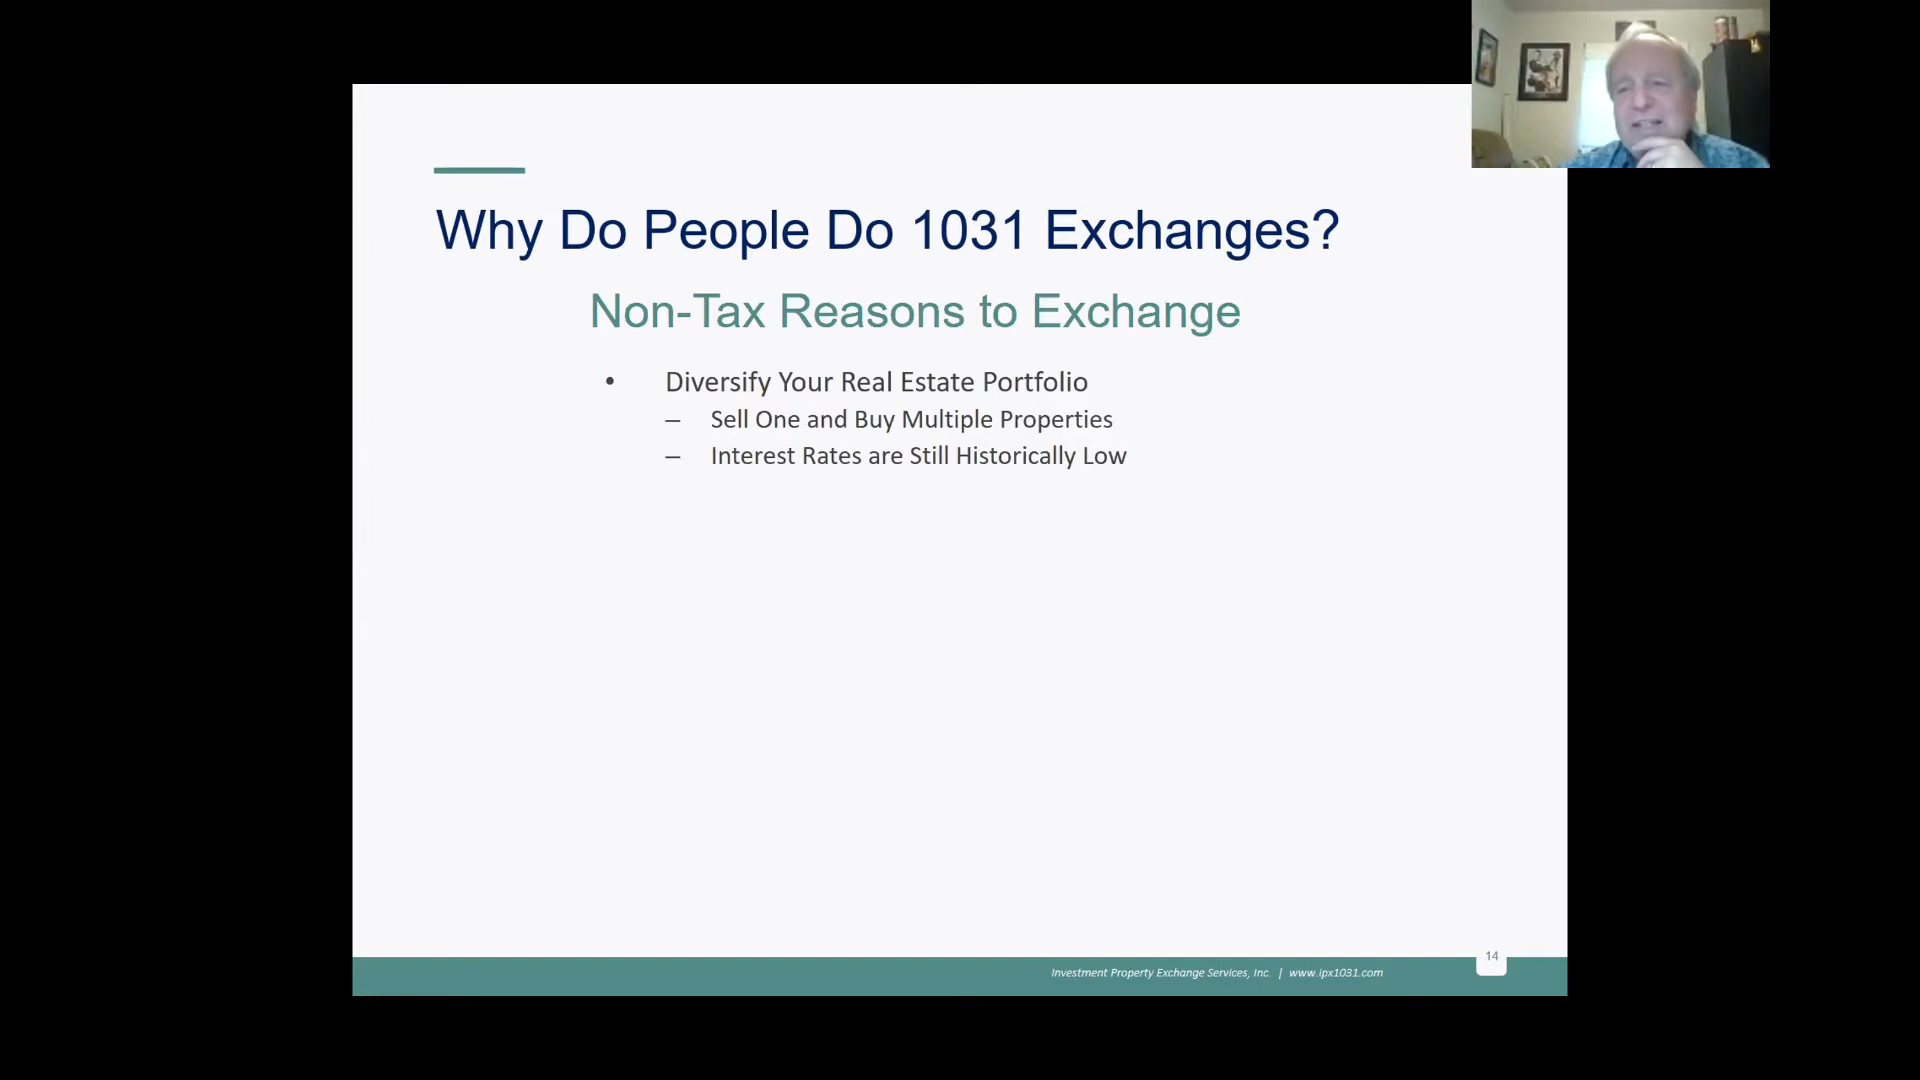 Why Do People Do 1031 Exchanges?
Non-Tax Reasons to Exchange
• Diversify Your Real Estate Portfolio
– Sell One and Buy Multiple Properties
– Interest Rates are Still Historically Low
Investment Property Exchange Services, Inc. | www.ipx1031.com
14